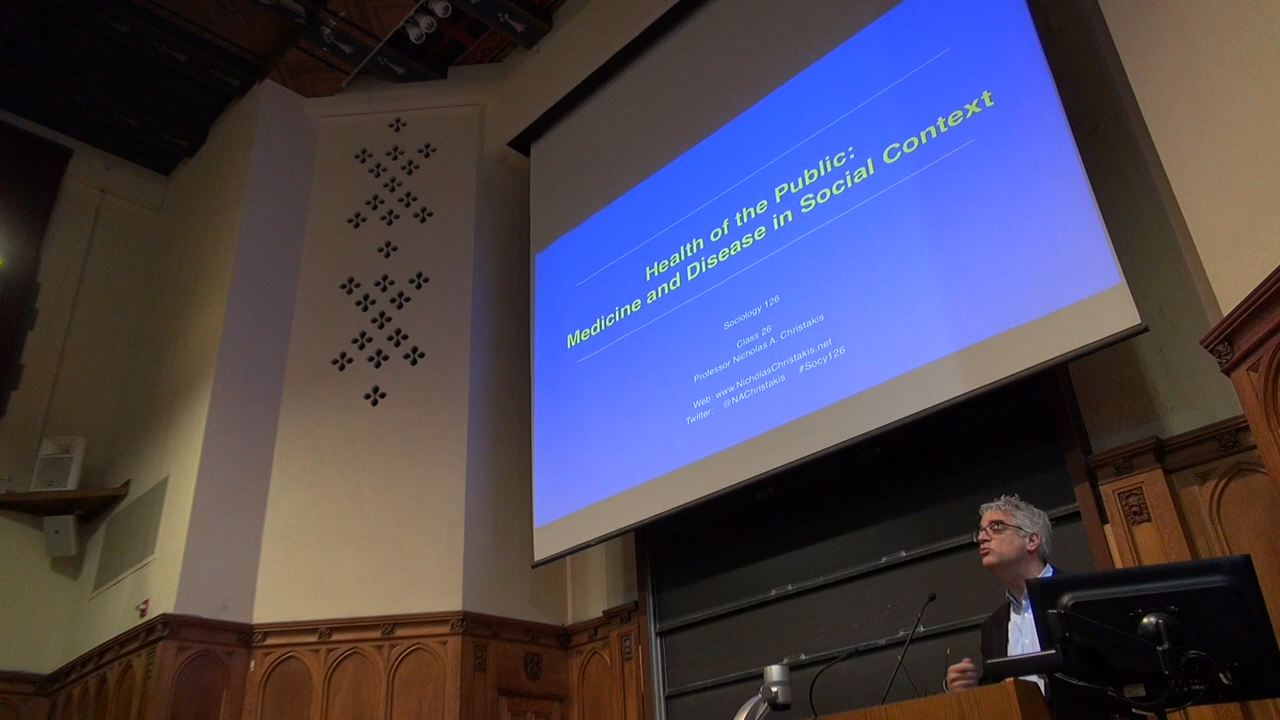 Health of the Public:
Medicine and Disease in Social Context
Sociology 126
Class 26
Professor Nicholas A. Christakis
Web: www.NicholasChristakis.net
Twitter: @NAChristakis #Socy126